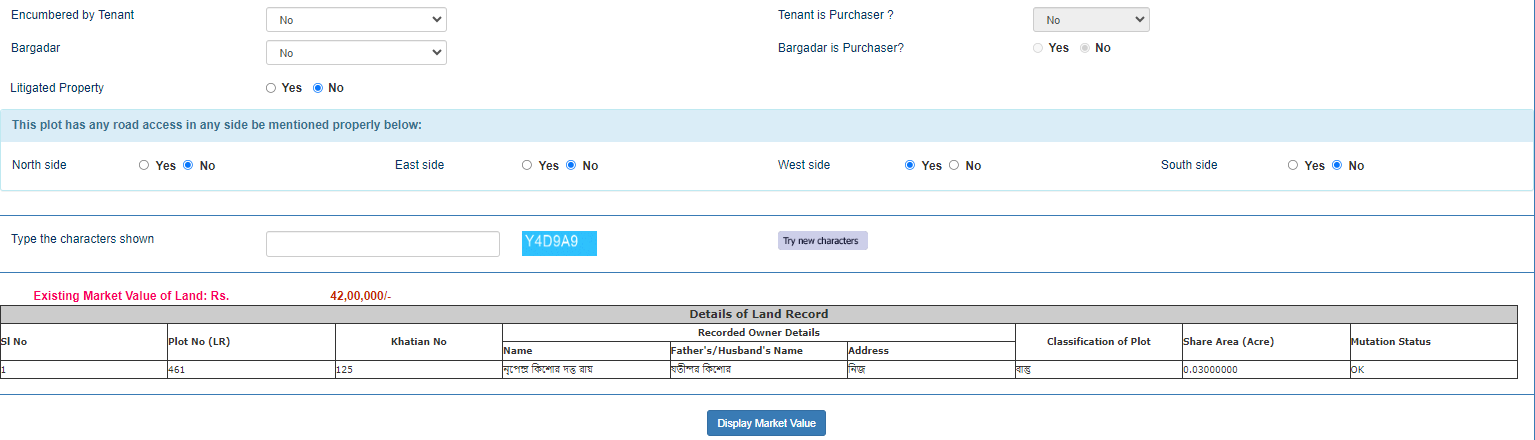 Encumbered by Tenant No Tenant is Purchaser ? No
Bargadar No Bargadar is Purchaser? Yes No
Litigated Property Yes No
This plot has any road access in any side be mentioned properly below:
North side Yes No East side Yes No West side Yes No South side Yes No
Type the characters shown Y4D9A9 Try new characters
Existing Market Value of Land: Rs. 42,00,000/-
Details of Land Record
Sl No Plot No (LR) Khatian No Recorded Owner Details Classification of Plot Share Area (Acre) Mutation Status
Name Father's/Husband's Name Address
1 461 125 নৃপেন্দ্র কিশোর দত্ত রায় যতীন্দ্র কিশোর নিজ বাস্তু 0.03000000 OK
Display Market Value